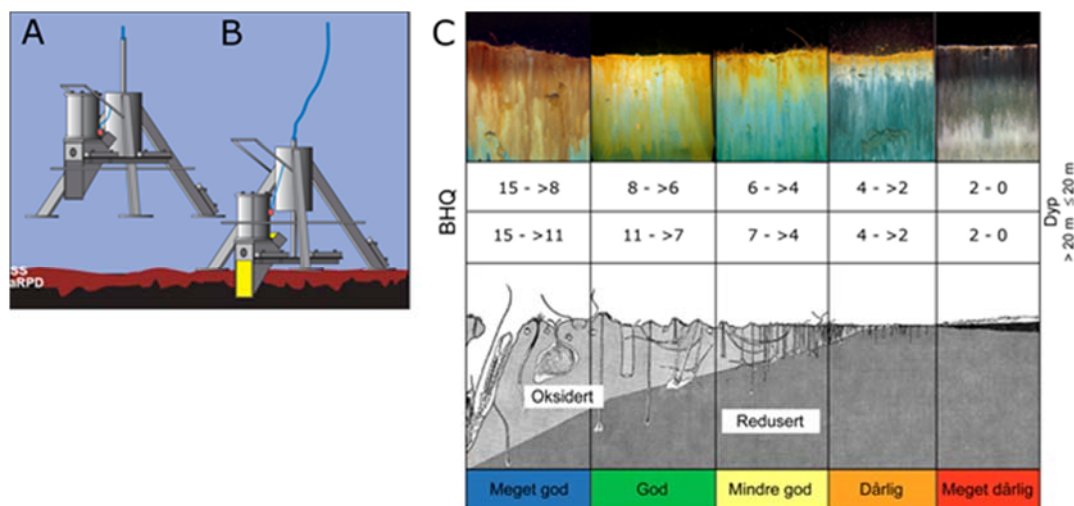 A
B
SS
aRPD
C
BHQ
15 - >8
8 - >6
6 - >4
4 - >2
2 - 0
15 - >11
11 - >7
7 - >4
4 - >2
2 - 0
Dyp
> 20 m ≤ 20 m
Oksidert
Redusert
Meget god
God
Mindre god
Dårlig
Meget dårlig